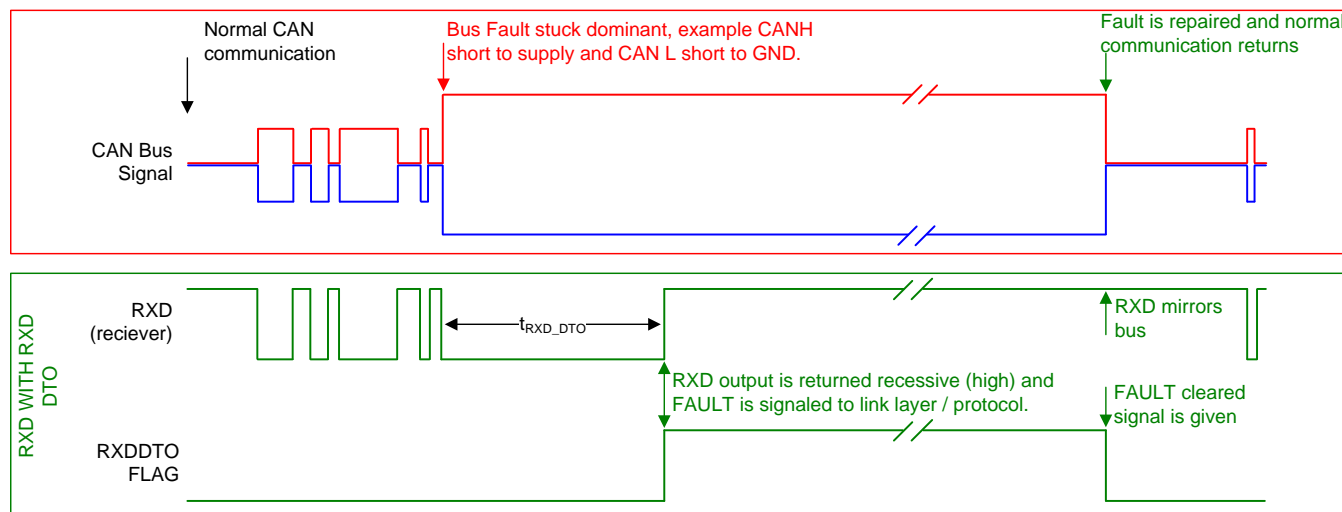 Normal CAN
communication
Bus Fault stuck dominant, example CANH
short to supply and CAN L short to GND.
Fault is repaired and normal
communication returns
CAN Bus
Signal
RXD WITH RXD
DTO
RXD
(reciever)
tRXD_DTO
RXD mirrors
bus
RXD output is returned recessive (high) and
FAULT is signaled to link layer / protocol.
FAULT cleared
signal is given
RXDDTO
FLAG